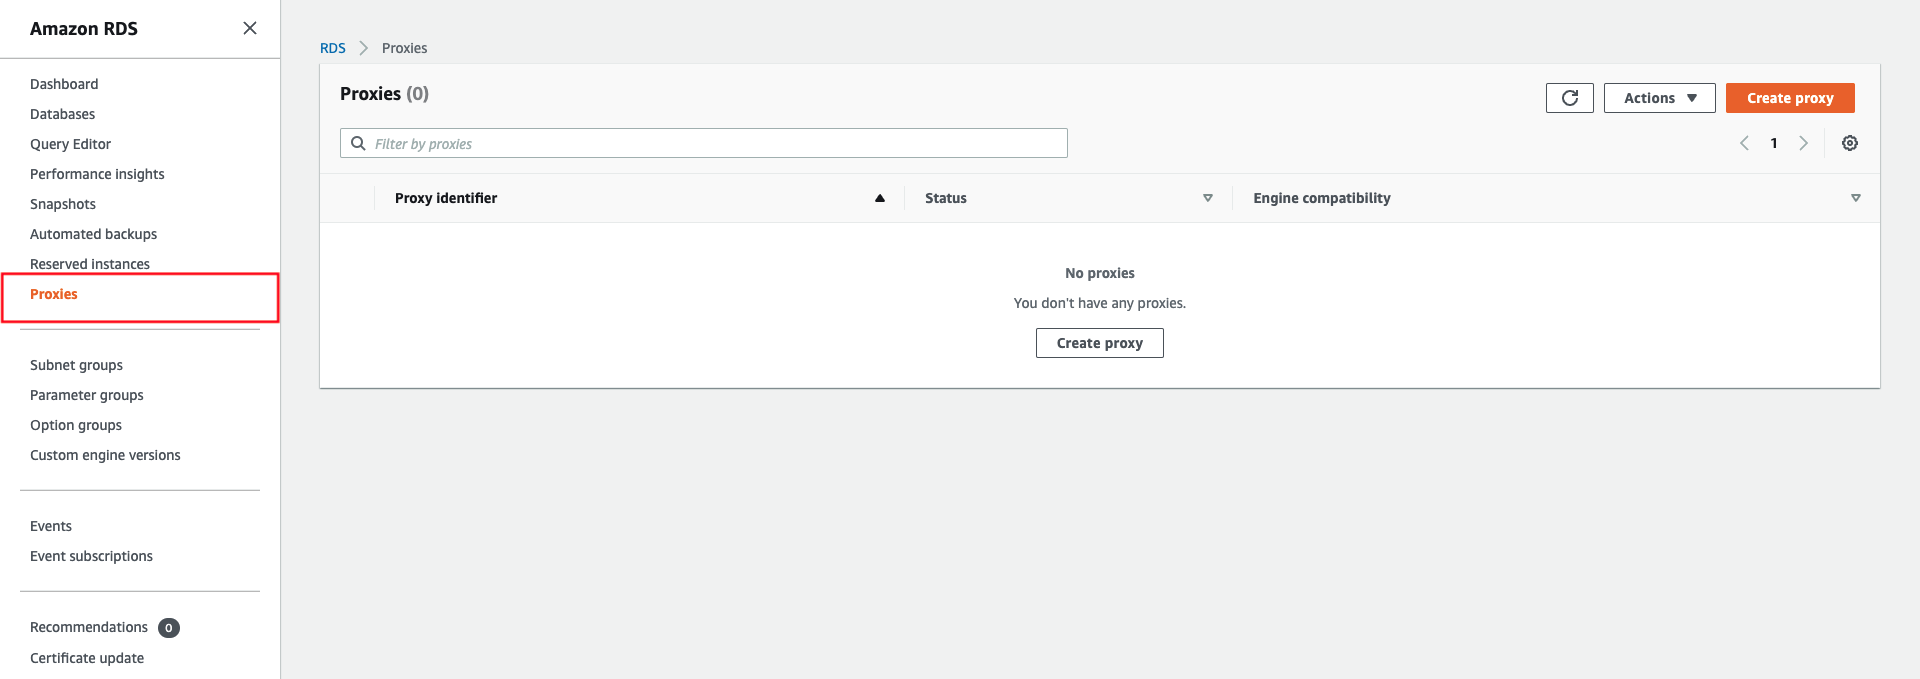 Amazon RDS
Dashboard
Databases
Query Editor
Performance insights
Snapshots
Automated backups
Reserved instances
Proxies
Subnet groups
Parameter groups
Option groups
Custom engine versions
Events
Event subscriptions
Recommendations 0
Certificate update
RDS Proxies
Proxies (0)
Actions Create proxy
Filter by proxies
1
Proxy identifier Status Engine compatibility
No proxies
You don't have any proxies.
Create proxy